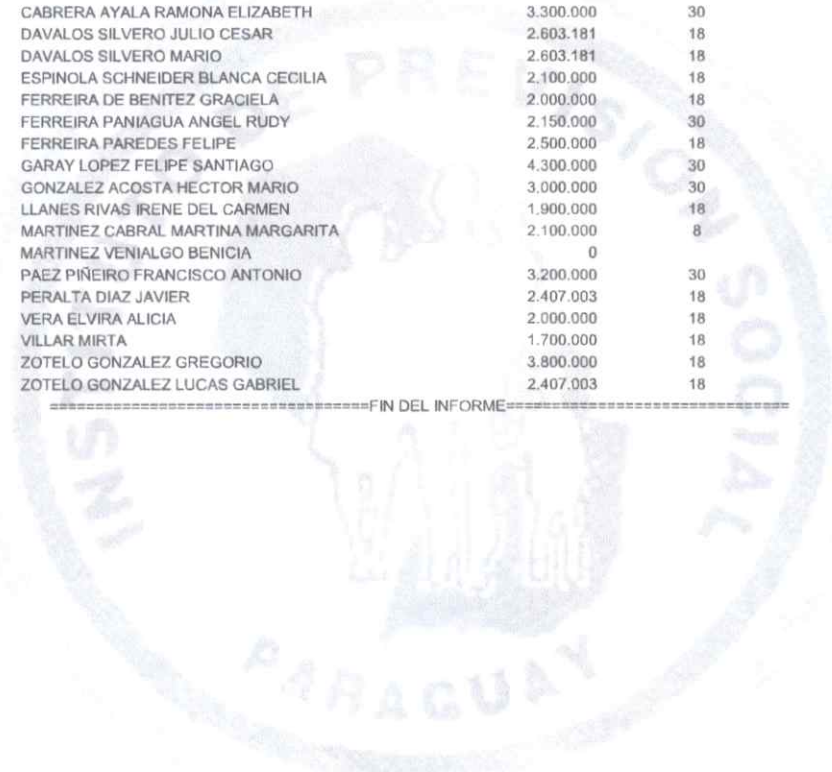 CABRERA AYALA RAMONA ELIZABETH 3.300.000 30
DAVALOS SILVERO JULIO CESAR 2.603.181 18
DAVALOS SILVERO MARIO 2.603.181 18
ESPINOLA SCHNEIDER BLANCA CECILIA 2,100.000 18
FERREIRA DE BENITEZ GRACIELA 2.000.000 18
FERREIRA PANIAGUA ANGEL RUDY 2.150.000 30
FERREIRA PAREDES FELIPE 2.500.000 18
GARAY LOPEZ FELIPE SANTIAGO 4.300.000 30
GONZALEZ ACOSTA HECTOR MARIO 3,000.000 30
LLANES RIVAS IRENE DEL CARMEN 1.900.000 18
MARTINEZ CABRAL MARTINA MARGARITA 2.100.000 8
MARTINEZ VENIALGO BENICIA 0
PAEZ PIÑEIRO FRANCISCO ANTONIO 3.200.000 30
PERALTA DIAZ JAVIER 2.407.003 18
VERA ELVIRA ALICIA 2.000.000 18
VILLAR MIRTA 1.700.000 18
ZOTELO GONZALEZ GREGORIO 3.800.000 18
ZOTELO GONZALEZ LUCAS GABRIEL 2.407.003 18
==================================FIN DEL INFORME==============================
INSTITUTO DE PREVISION SOCIAL
PARAGUAY